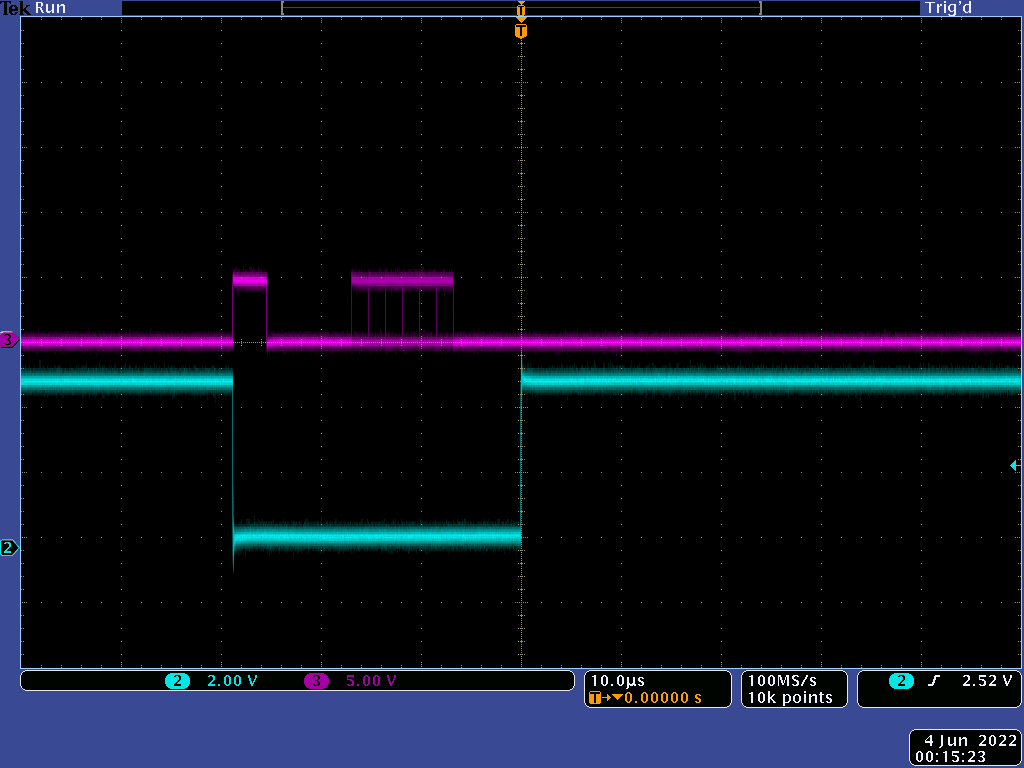 Tek Run Trig'd
T
T
3
2
2 2.00 V 3 5.00 V
10.0μs
T→▼0.00000 s
100MS/s
10k points
2 2.52 V
4 Jun 2022
00:15:23